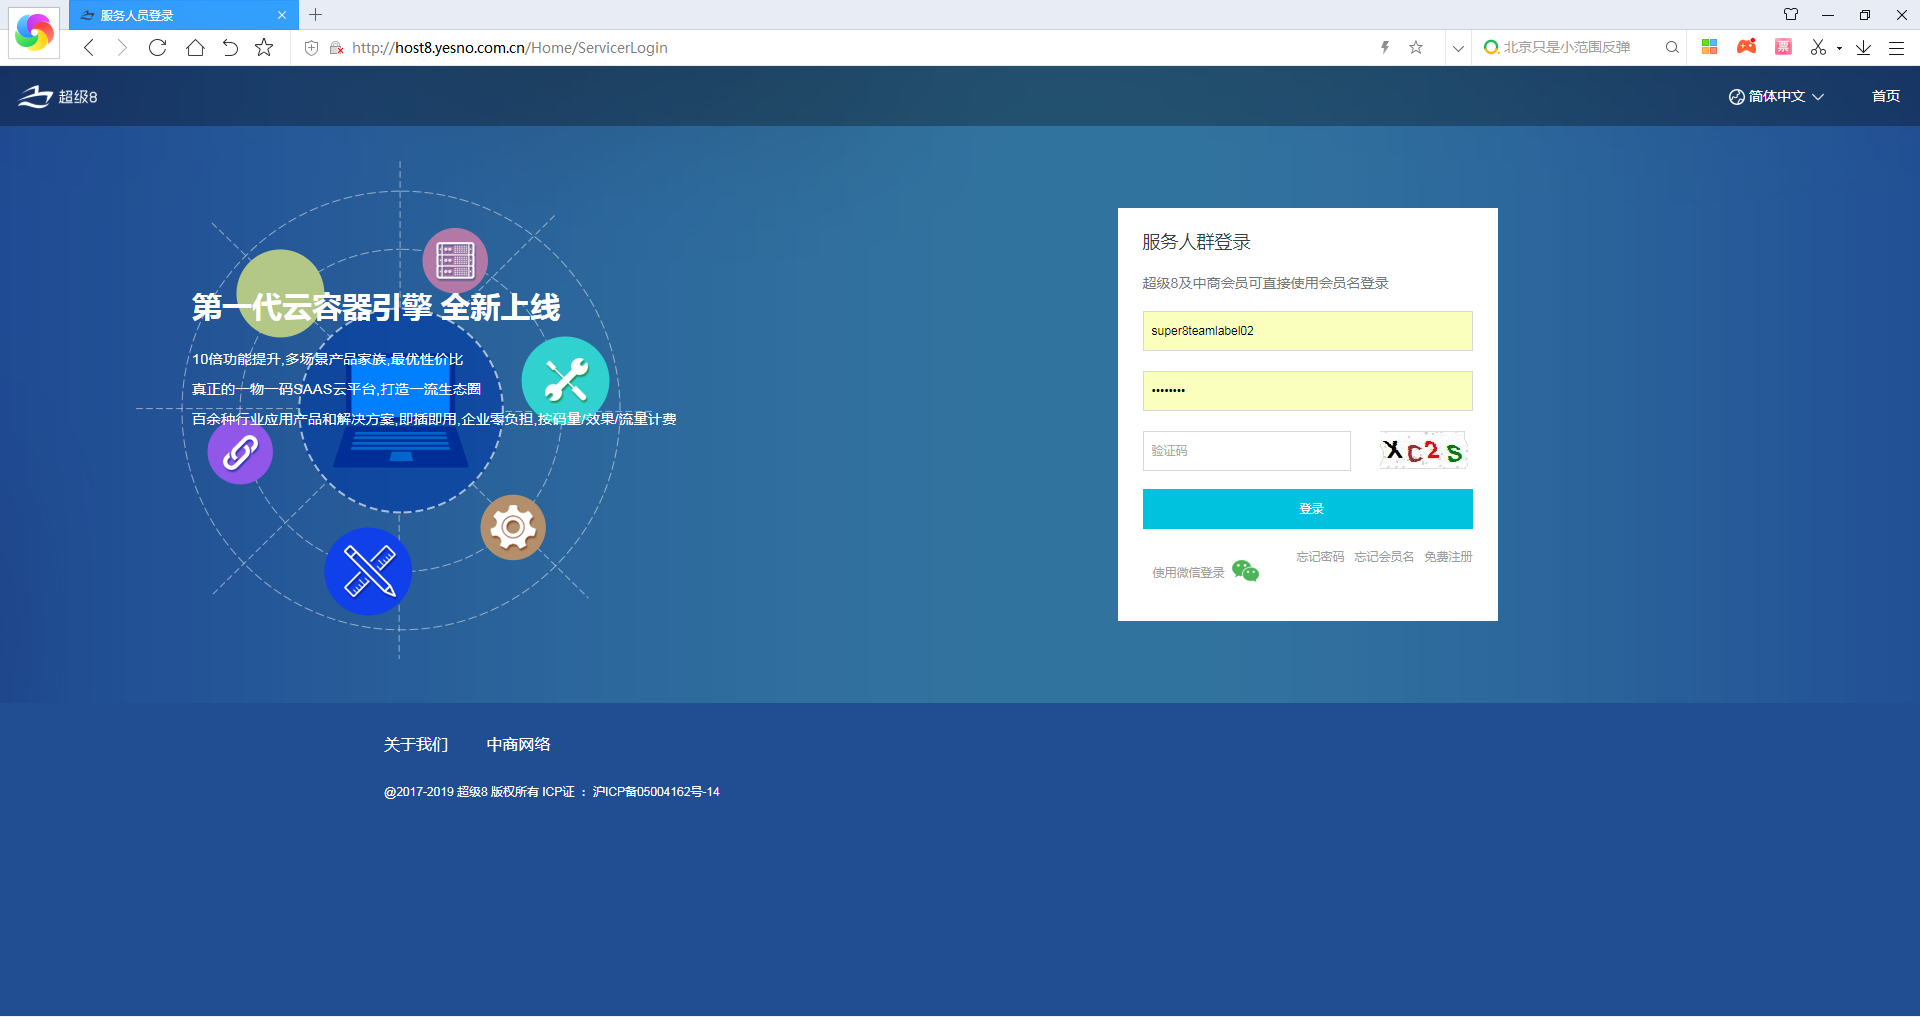 服务人员登录
http://host8.yesno.com.cn/Home/ServicerLogin
北京只是小范围反弹
票
超级8
简体中文
首页
第一代云容器引擎 全新上线
10倍功能提升,多场景产品家族,最优性价比
真正的一物一码SAAS云平台,打造一流生态圈
百余种行业应用产品和解决方案,即插即用,企业零负担,按码量/效果/流量计费
服务人群登录
超级8及中商会员可直接使用会员名登录
super8teamlabel02
••••••••
验证码
XC2S
登录
忘记密码 忘记会员名 免费注册
使用微信登录
关于我们 中商网络
@2017-2019 超级8 版权所有 ICP证 : 沪ICP备05004162号-14